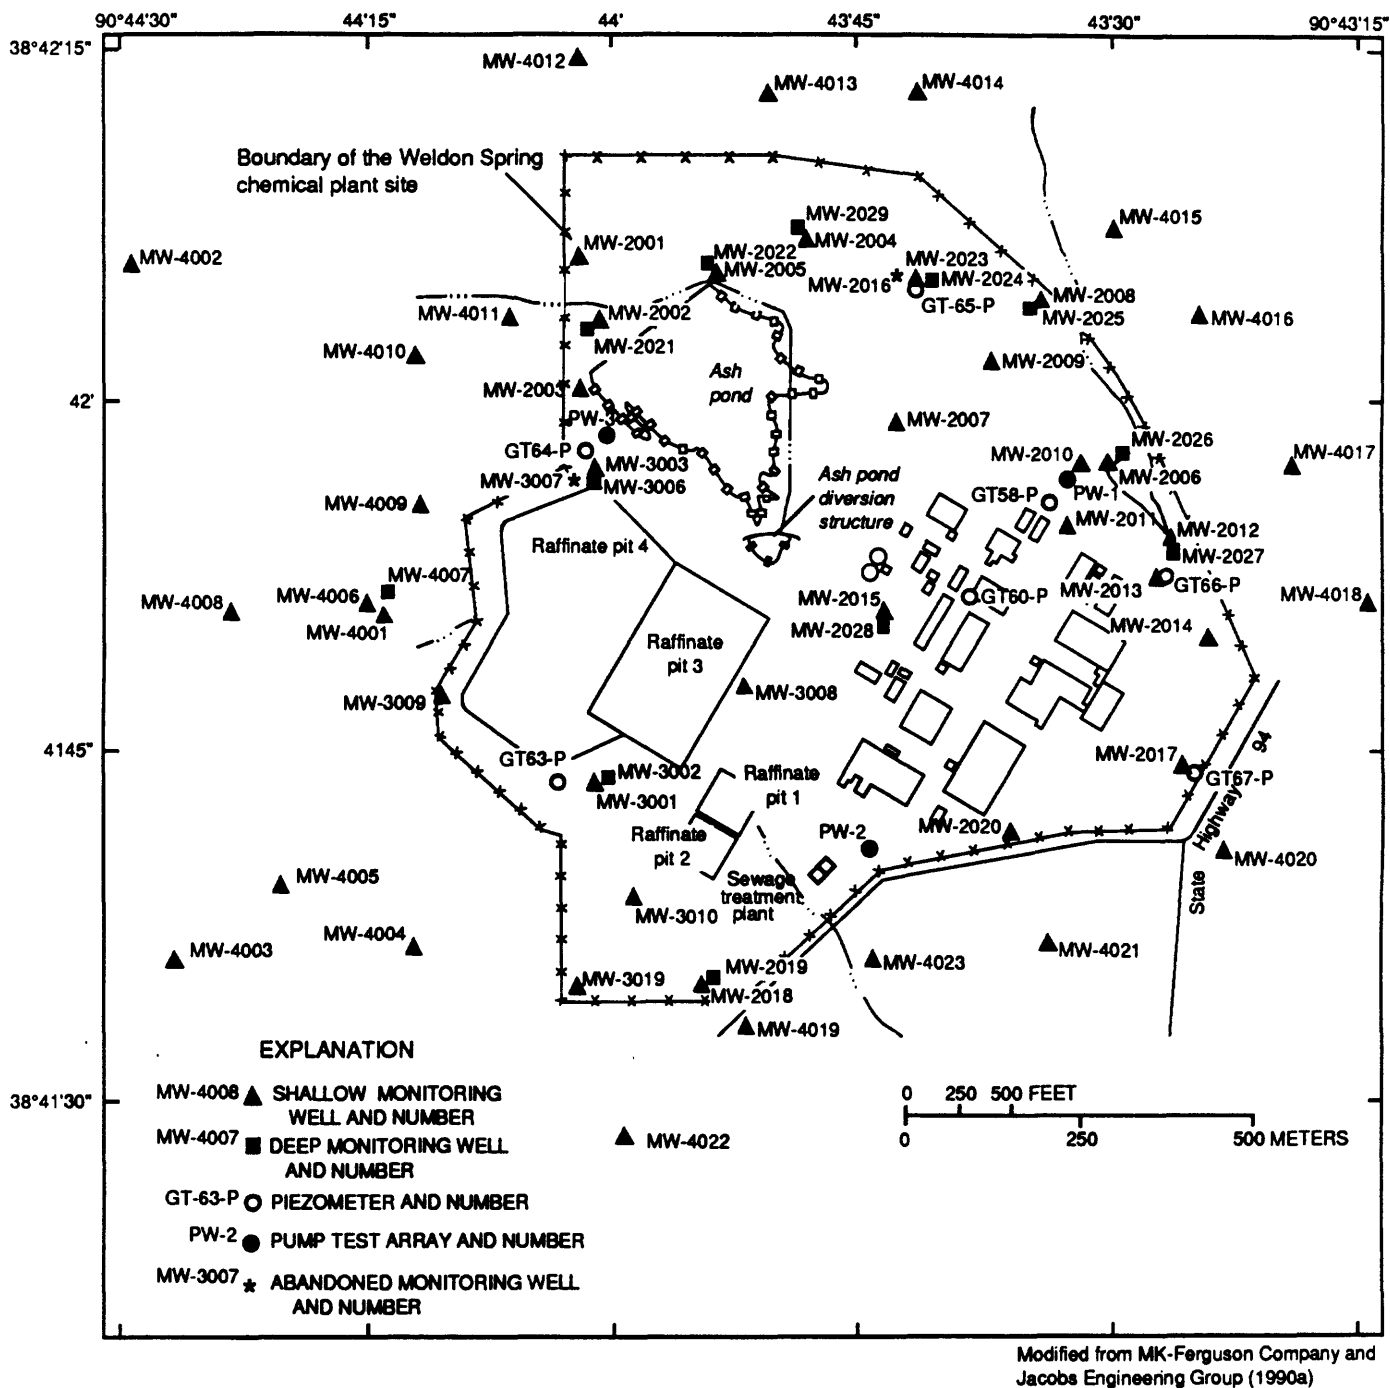 90°44'30"
44'15"
44'
43'45"
43'30"
90°43'15"
38°42'15"
MW-4012
MW-4013
MW-4014
Boundary of the Weldon Spring
chemical plant site
MW-2029
MW-4015
MW-2004
MW-2001
MW-4002
MW-2022
MW-2023
MW-2005
MW-2016
MW-2024
MW-2008
GT-65-P
MW-4011
MW-2002
MW-2025
MW-4016
MW-2021
MW-4010
MW-2009
Ash
pond
MW-2003
42'
PW-3
MW-2007
MW-2026
GT64-P
MW-4017
MW-3003
MW-2010
MW-3007
Ash pond
diversion
structure
MW-2006
MW-3006
PW-1
GT58-P
MW-4009
MW-2011
MW-2012
Raffinate pit 4
MW-2027
MW-4007
GT66-P
MW-2013
MW-4008
MW-4006
MW-2015
GT60-P
MW-4018
MW-4001
MW-2028
MW-2014
Raffinate
pit 3
MW-3008
MW-3009
41'45"
GT63-P
94
MW-2017
MW-3002
Raffinate
pit 1
GT67-P
MW-3001
Highway
Raffinate
pit 2
PW-2
MW-2020
MW-4020
MW-4005
Sewage
treatment
plant
State
MW-3010
MW-4004
MW-4003
MW-4021
MW-4023
MW-2019
MW-3019
MW-2018
MW-4019
EXPLANATION
MW-4008 SHALLOW MONITORING
WELL AND NUMBER
MW-4007 DEEP MONITORING WELL
AND NUMBER
GT-63-P PIEZOMETER AND NUMBER
PW-2 PUMP TEST ARRAY AND NUMBER
MW-3007 ABANDONED MONITORING WELL
AND NUMBER
38°41'30"
0 250 500 FEET
0 250 500 METERS
MW-4022
Modified from MK-Ferguson Company and
Jacobs Engineering Group (1990a)